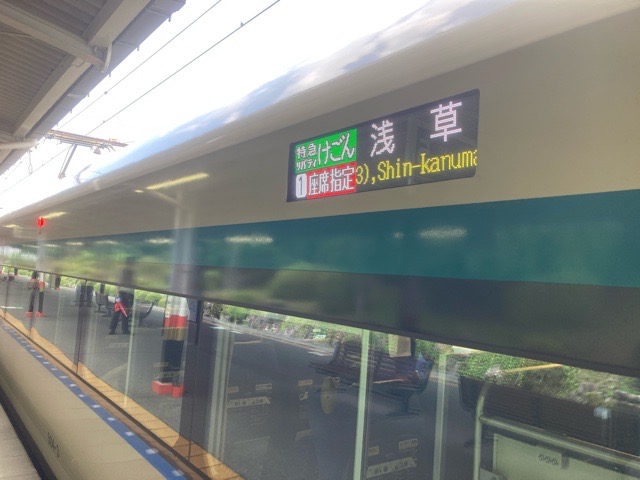 特急
リバティ けごん
浅草
1 座席指定
3),Shin-kanuma